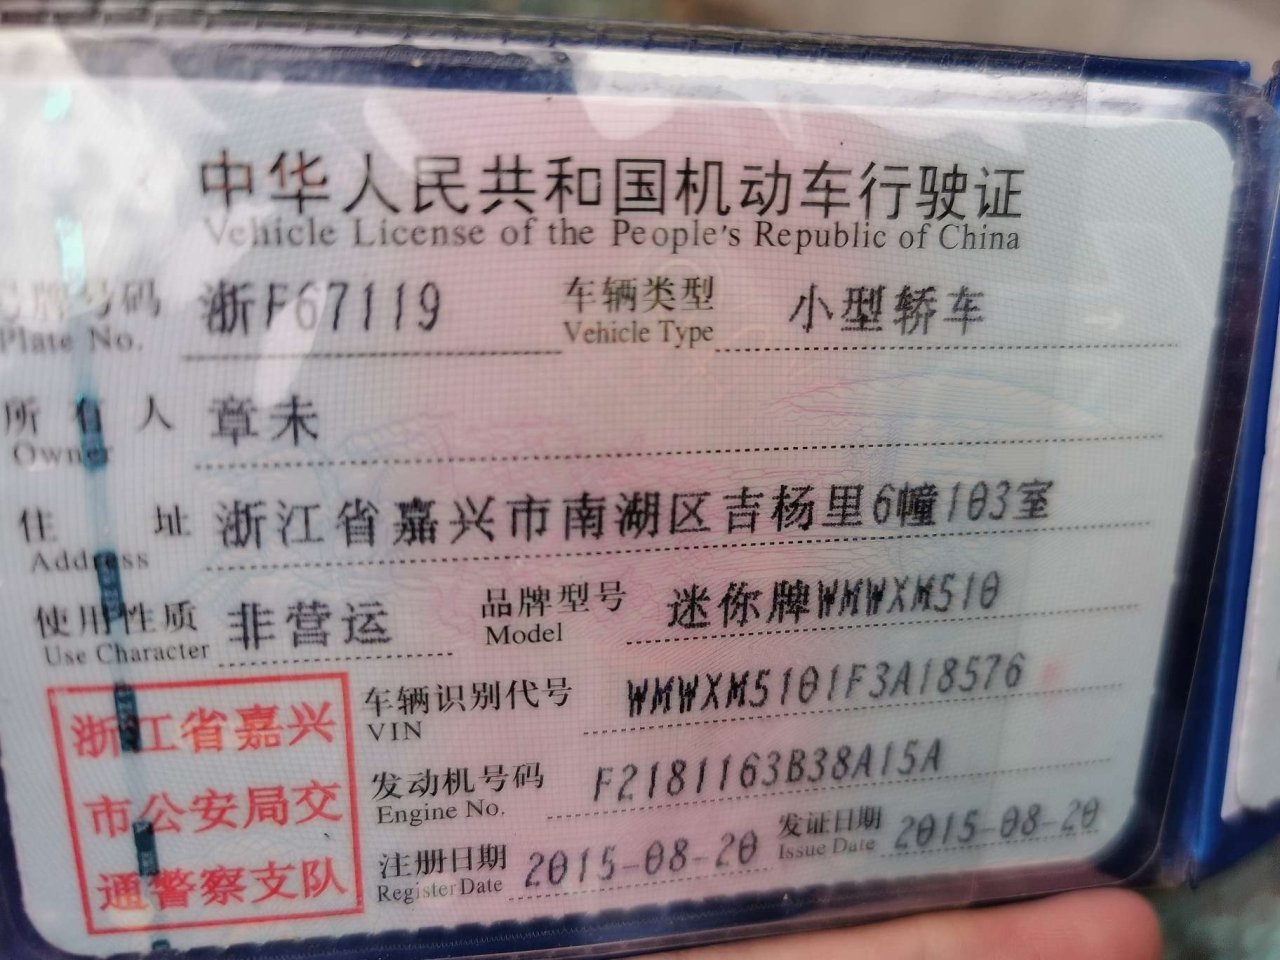 中华人民共和国机动车行驶证
Vehicle License of the People's Republic of China
号牌号码 浙F67119 车辆类型 小型轿车
Plate No. Vehicle Type
所有人 章未
Owner
住址 浙江省嘉兴市南湖区吉杨里6幢103室
Address
使用性质 非营运 品牌型号 迷你牌WMWXM510
Use Character Model
车辆识别代号 WMWXM5101F3A18576
VIN
发动机号码 F2181163B38A15A
Engine No.
注册日期 2015-08-20 发证日期 2015-08-20
Register Date Issue Date
浙江省嘉兴
市公安局交
通警察支队